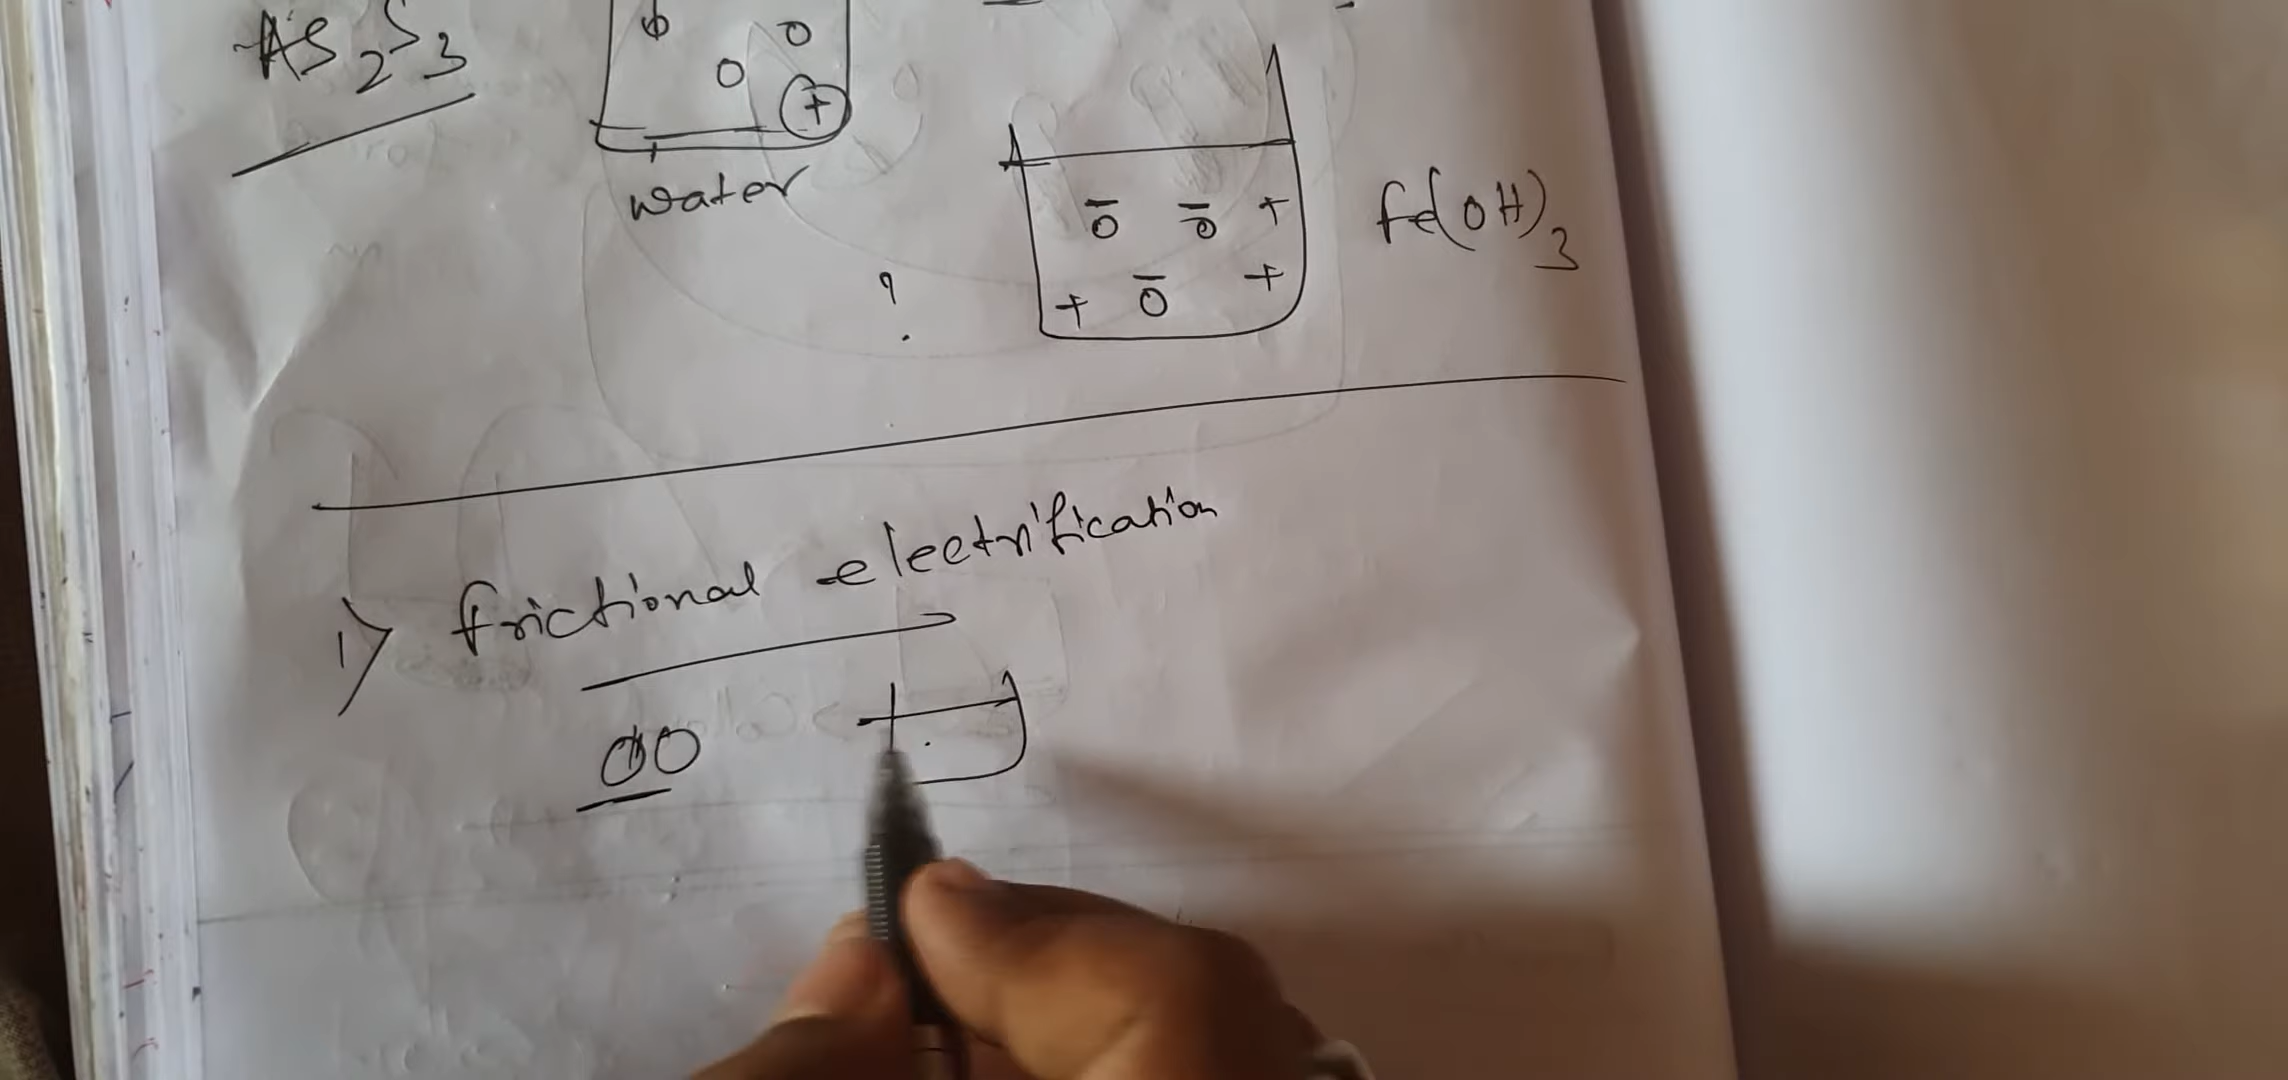 As2S3
water
Fe(OH)3
?
1> frictional electrification